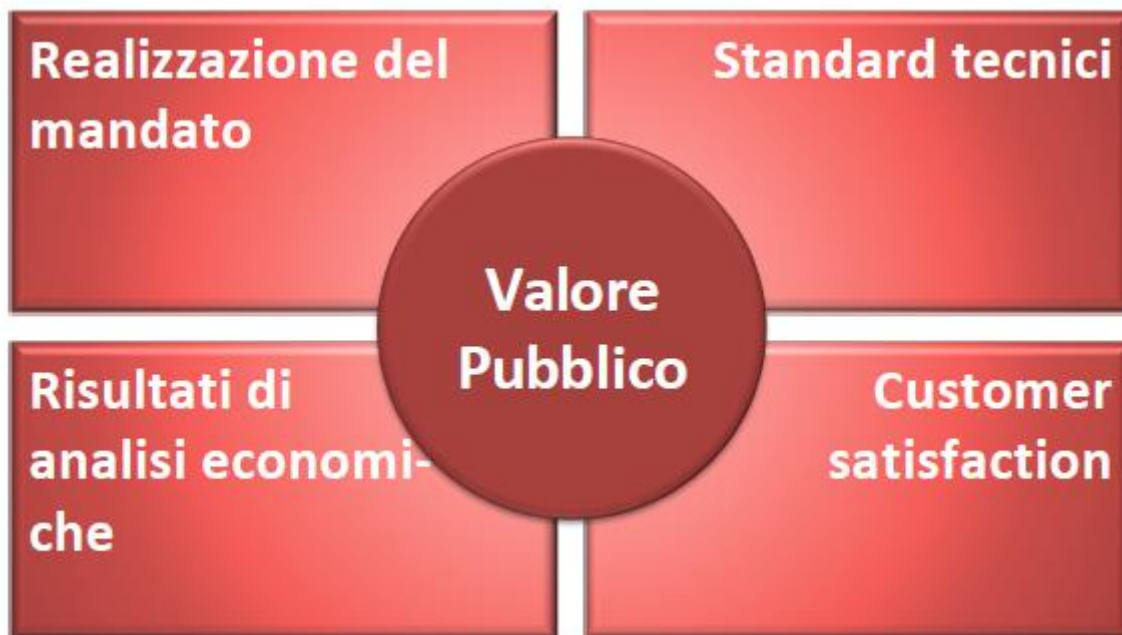 Realizzazione del
mandato
Standard tecnici
Valore
Pubblico
Risultati di
analisi economi-
che
Customer
satisfaction